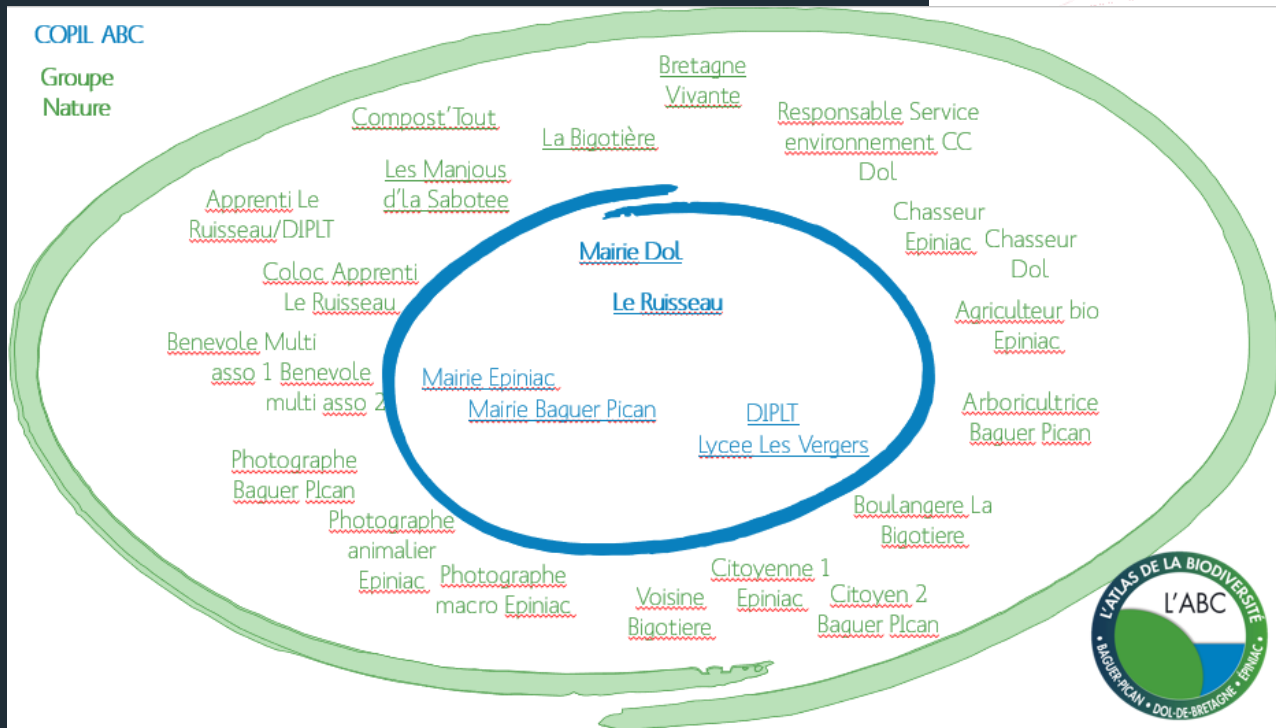 COPIL ABC
Groupe
Nature
Bretagne
Vivante
Compost'Tout
La Bigotière
Responsable Service
environnement CC
Dol
Les Manjous
d'la Sabotee
Apprenti Le
Ruisseau/DIPLT
Chasseur
Epiniac
Chasseur
Dol
Mairie Dol
Coloc Apprenti
Le Ruisseau
Le Ruisseau
Agriculteur bio
Epiniac
Benevole Multi
asso 1 Benevole
multi asso 2
Mairie Epiniac
Mairie Baguer Pican
DIPLT
Lycee Les Vergers
Arboricultrice
Baguer Pican
Photographe
Baguer PIcan
Photographe
animalier
Epiniac
Photographe
macro Epiniac
Boulangere La
Bigotiere
Voisine
Bigotiere
Citoyenne 1
Epiniac
Citoyen 2
Baguer PIcan
L'ATLAS DE LA BIODIVERSITÉ
L'ABC
• BAGUER-PICAN • DOL-DE-BRETAGNE • ÉPINIAC •